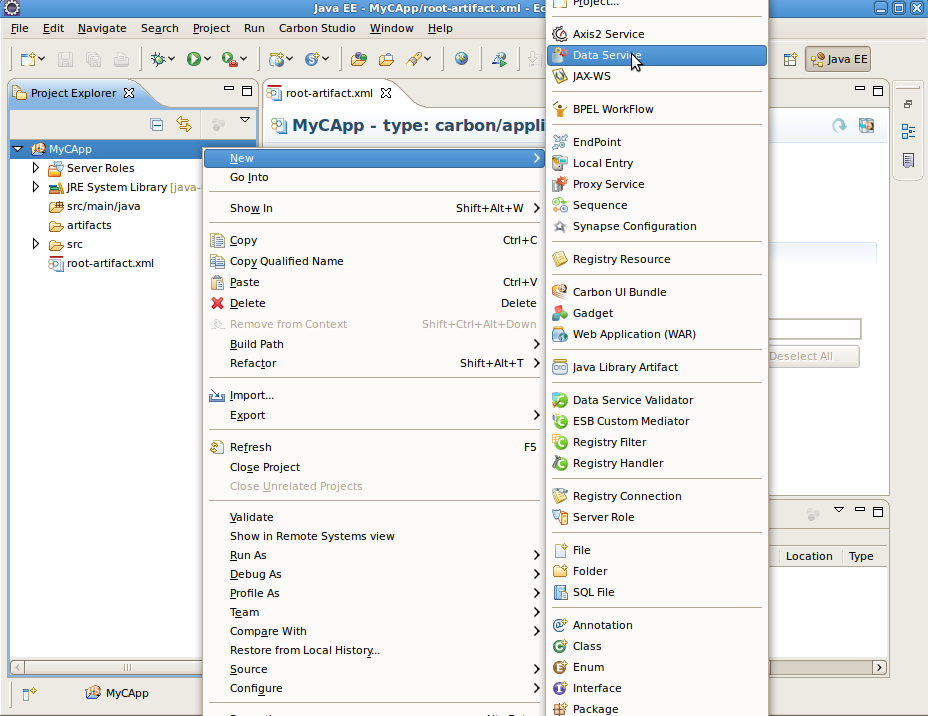 Java EE - MyCApp/root-artifact.xml - Ec
File Edit Navigate Search Project Run Carbon Studio Window Help
Java EE
Project Explorer
root-artifact.xml
MyCApp - type: carbon/appli
MyCApp
Server Roles
JRE System Library [java-
src/main/java
artifacts
src
root-artifact.xml
New
Go Into
Show In Shift+Alt+W
Copy Ctrl+C
Copy Qualified Name
Paste Ctrl+V
Delete Delete
Remove from Context Shift+Ctrl+Alt+Down
Build Path
Refactor Shift+Alt+T
Import...
Export
Refresh F5
Close Project
Close Unrelated Projects
Validate
Show in Remote Systems view
Run As
Debug As
Profile As
Team
Compare With
Restore from Local History...
Source
Configure
Project...
Axis2 Service
Data Service
JAX-WS
BPEL WorkFlow
EndPoint
Local Entry
Proxy Service
Sequence
Synapse Configuration
Registry Resource
Carbon UI Bundle
Gadget
Web Application (WAR)
Java Library Artifact
Data Service Validator
ESB Custom Mediator
Registry Filter
Registry Handler
Registry Connection
Server Role
File
Folder
SQL File
Annotation
Class
Enum
Interface
Package
Deselect All
Location Type
MyCApp